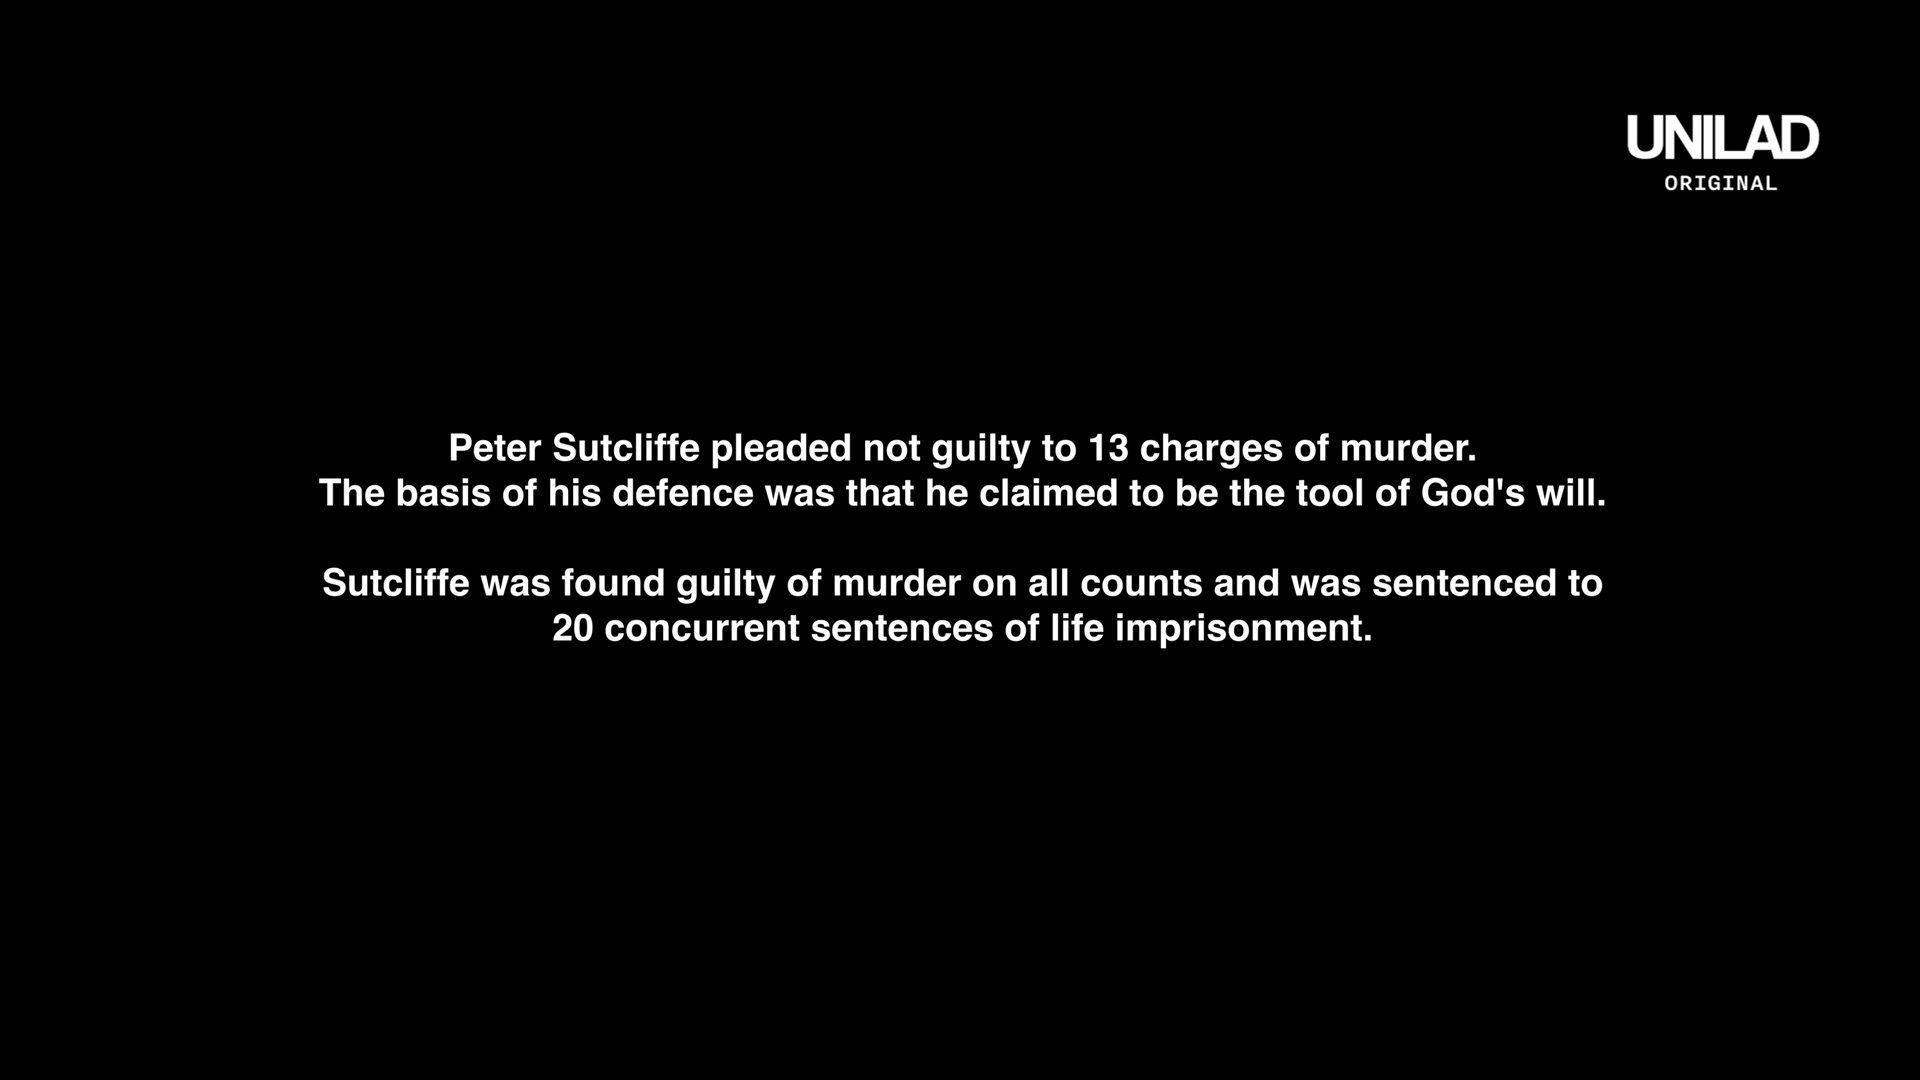 UNILAD
ORIGINAL
Peter Sutcliffe pleaded not guilty to 13 charges of murder.
The basis of his defence was that he claimed to be the tool of God's will.
Sutcliffe was found guilty of murder on all counts and was sentenced to
20 concurrent sentences of life imprisonment.